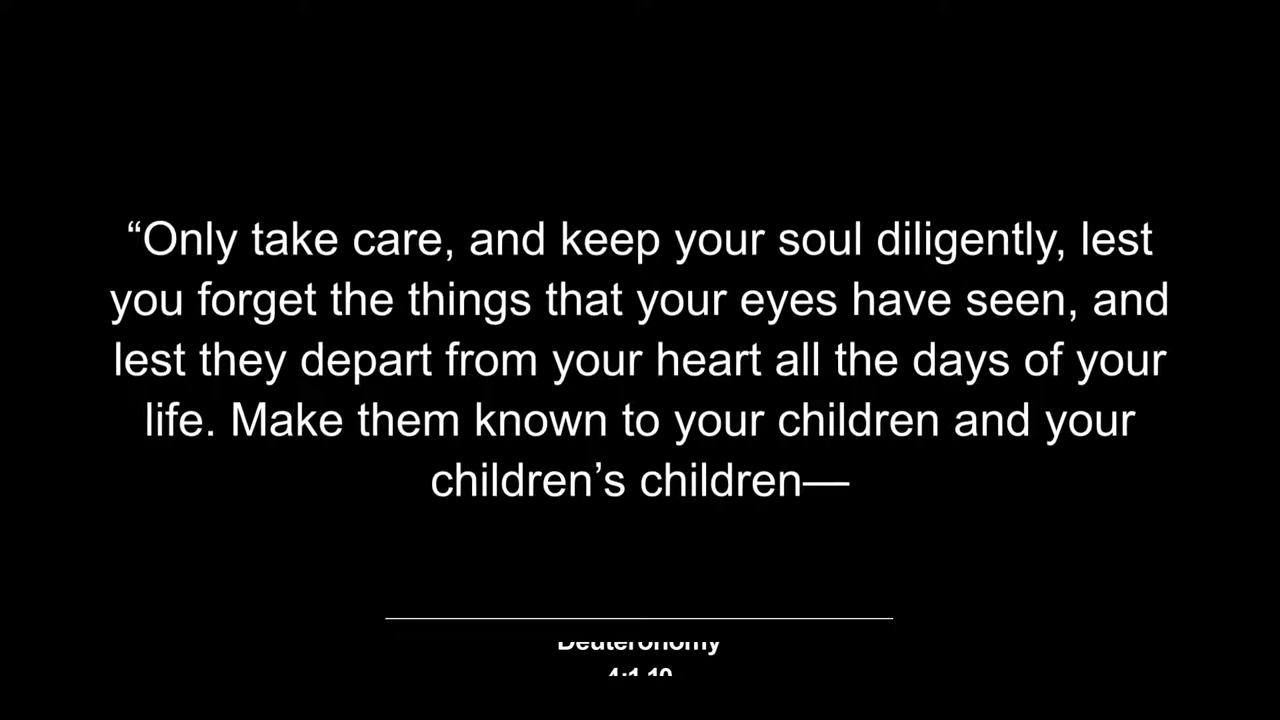 “Only take care, and keep your soul diligently, lest
you forget the things that your eyes have seen, and
lest they depart from your heart all the days of your
life. Make them known to your children and your
children’s children—
Deuteronomy